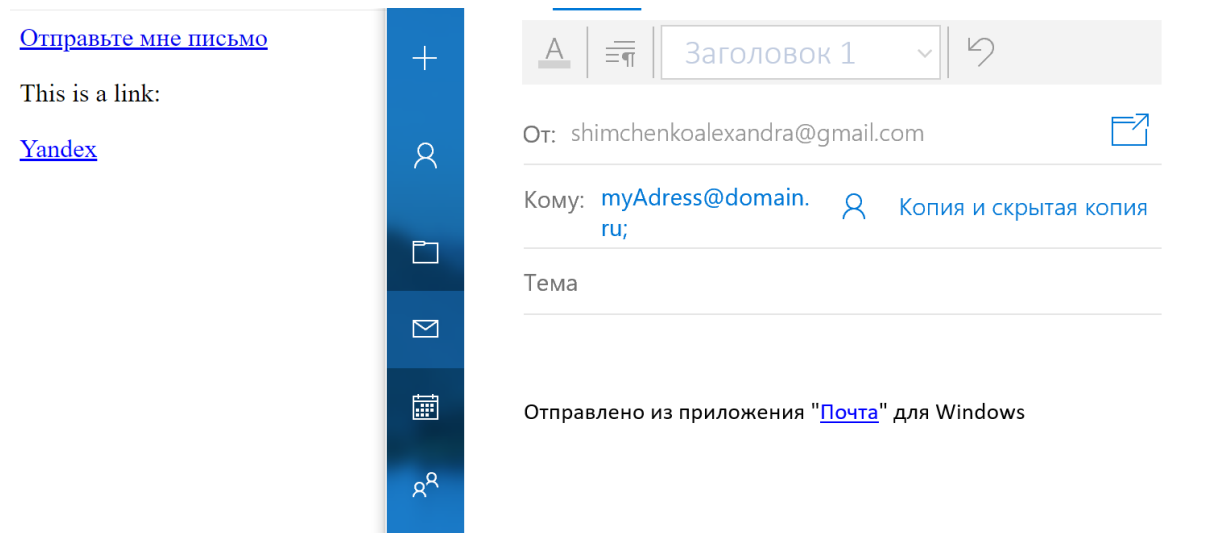 Отправьте мне письмо
This is a link:
Yandex
A
Заголовок 1
От: shimchenkoalexandra@gmail.com
Кому: myAdress@domain.
ru;
Копия и скрытая копия
Тема
Отправлено из приложения "Почта" для Windows